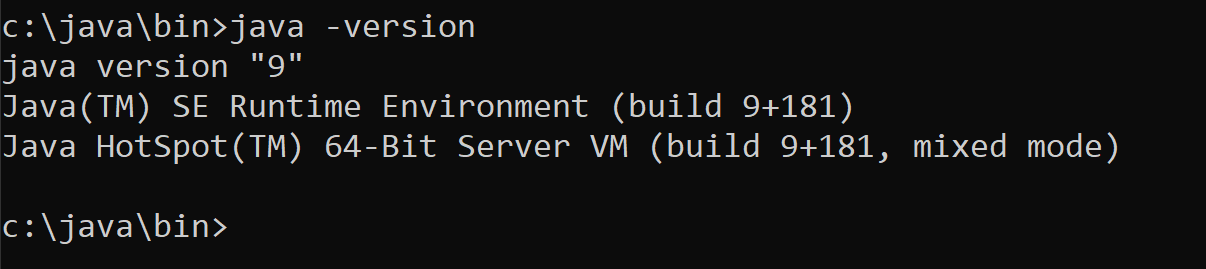 c:\java\bin>java -version
java version "9"
Java(TM) SE Runtime Environment (build 9+181)
Java HotSpot(TM) 64-Bit Server VM (build 9+181, mixed mode)
c:\java\bin>